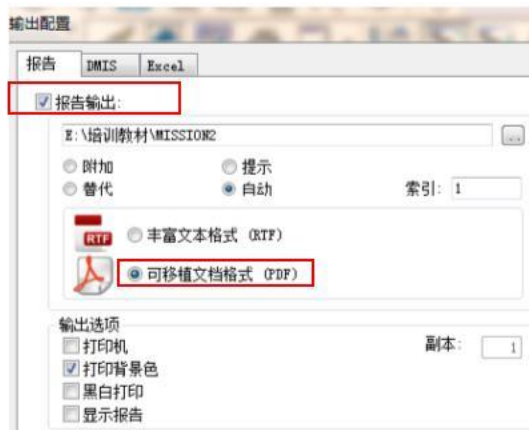 输出配置
报告 DMIS Excel
报告输出:
E:\培训教材\MISSION2 ...
附加 提示
替代 自动 索引: 1
RTF 丰富文本格式 (RTF)
可移植文档格式 (PDF)
输出选项
打印机 副本: 1
打印背景色
黑白打印
显示报告